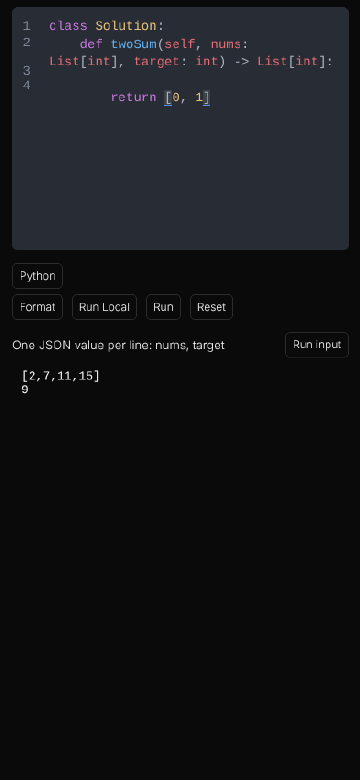 1 class Solution:
2     def twoSum(self, nums:
List[int], target: int) -> List[int]:
3
4         return [0, 1]
Python
Format Run Local Run Reset
One JSON value per line: nums, target Run input
[2,7,11,15]
9